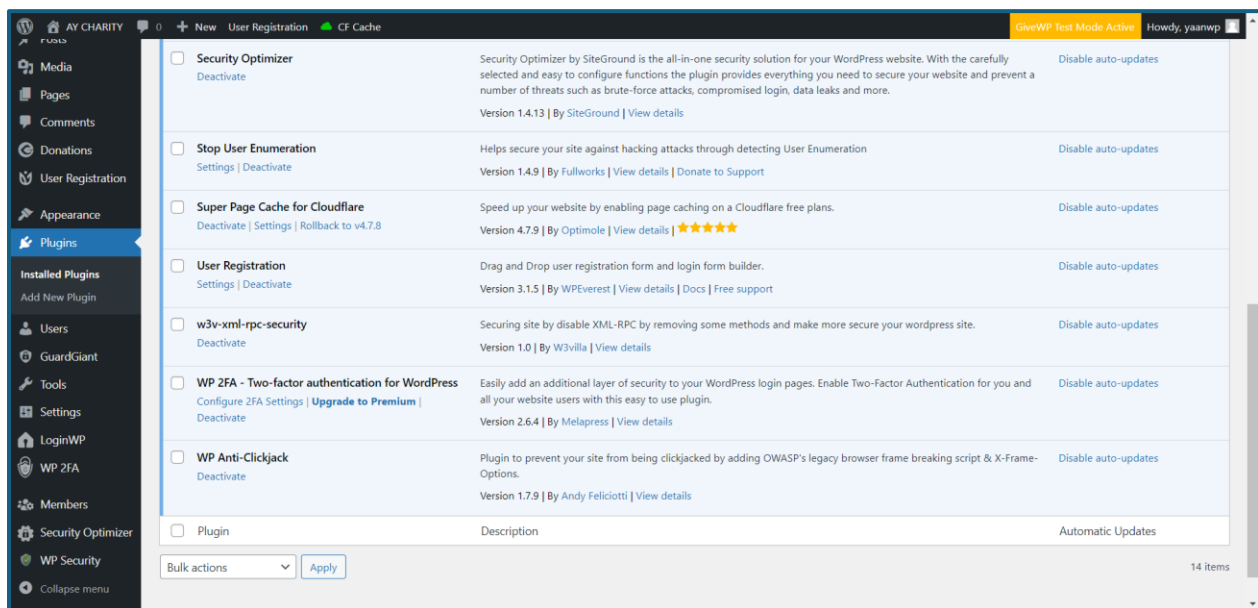 AY CHARITY 0 New User Registration CF Cache GiveWP Test Mode Active Howdy, yaanwp
Posts
Media
Pages
Comments
Donations
User Registration
Appearance
Plugins
Installed Plugins
Add New Plugin
Users
GuardGiant
Tools
Settings
LoginWP
WP 2FA
Members
Security Optimizer
WP Security
Collapse menu
Security Optimizer
Deactivate
Security Optimizer by SiteGround is the all-in-one security solution for your WordPress website. With the carefully
selected and easy to configure functions the plugin provides everything you need to secure your website and prevent a
number of threats such as brute-force attacks, compromised login, data leaks and more.
Version 1.4.13 | By SiteGround | View details
Disable auto-updates
Stop User Enumeration
Settings | Deactivate
Helps secure your site against hacking attacks through detecting User Enumeration
Version 1.4.9 | By Fullworks | View details | Donate to Support
Disable auto-updates
Super Page Cache for Cloudflare
Deactivate | Settings | Rollback to v4.7.8
Speed up your website by enabling page caching on a Cloudflare free plans.
Version 4.7.9 | By Optimole | View details | ★★★★★
Disable auto-updates
User Registration
Settings | Deactivate
Drag and Drop user registration form and login form builder.
Version 3.1.5 | By WPEverest | View details | Docs | Free support
Disable auto-updates
w3v-xml-rpc-security
Deactivate
Securing site by disable XML-RPC by removing some methods and make more secure your wordpress site.
Version 1.0 | By W3villa | View details
Disable auto-updates
WP 2FA - Two-factor authentication for WordPress
Configure 2FA Settings | Upgrade to Premium |
Deactivate
Easily add an additional layer of security to your WordPress login pages. Enable Two-Factor Authentication for you and
all your website users with this easy to use plugin.
Version 2.6.4 | By Melapress | View details
Disable auto-updates
WP Anti-Clickjack
Deactivate
Plugin to prevent your site from being clickjacked by adding OWASP's legacy browser frame breaking script & X-Frame-
Options.
Version 1.7.9 | By Andy Feliciotti | View details
Disable auto-updates
Plugin Description Automatic Updates
Bulk actions Apply 14 items